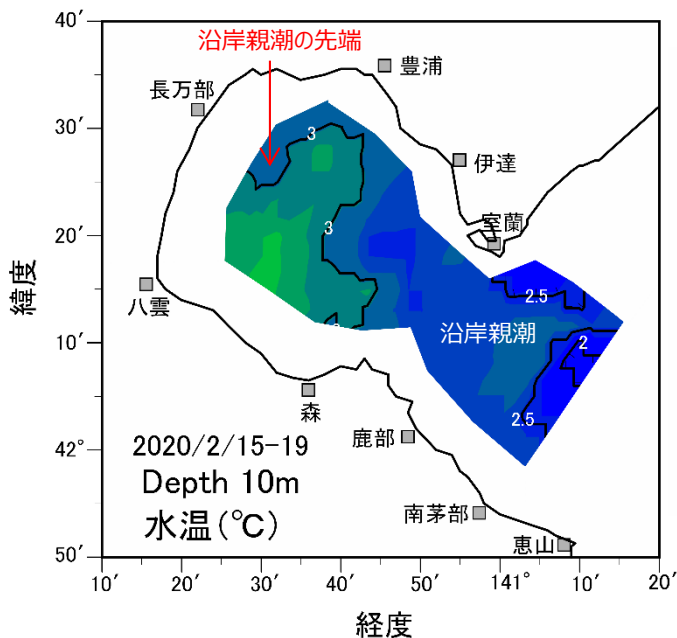 40′
沿岸親潮の先端
豊浦
長万部
30′
3
伊達
室蘭
20′
3
緯度
八雲
2.5
沿岸親潮
10′
2
森
2.5
2020/2/15-19
鹿部
42°
Depth 10m
水温(℃)
南茅部
恵山
50′
10′ 20′ 30′ 40′ 50′ 141° 10′ 20′
経度